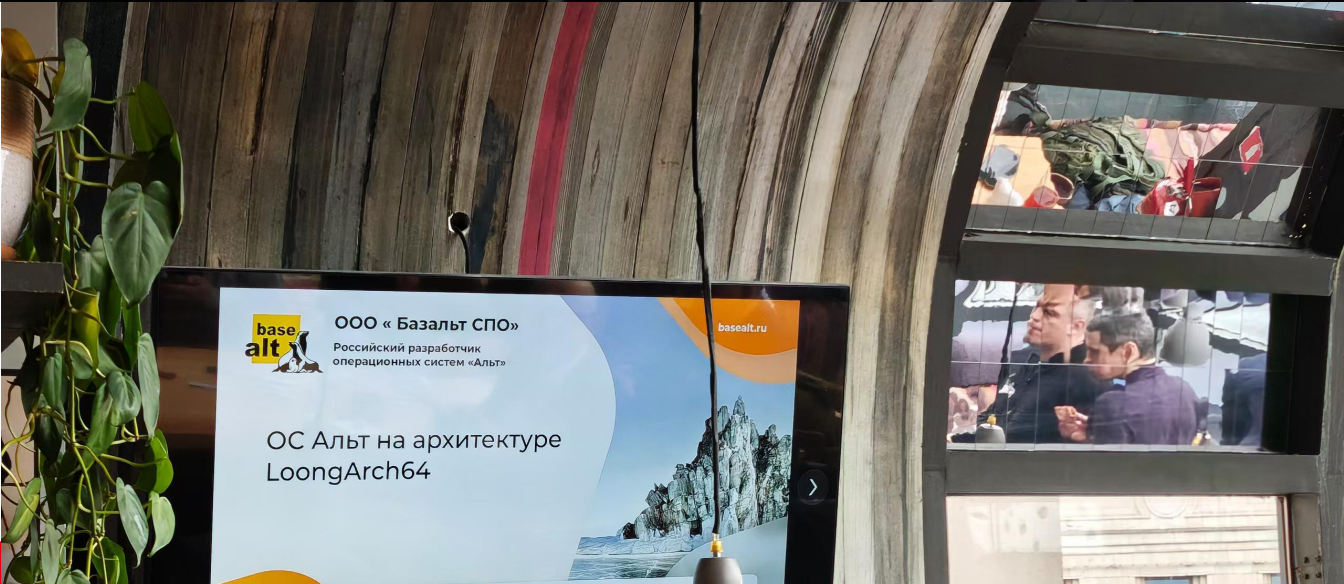 base
alt
ООО « Базальт СПО»
Российский разработчик
операционных систем «Альт»
basealt.ru
ОС Альт на архитектуре
LoongArch64